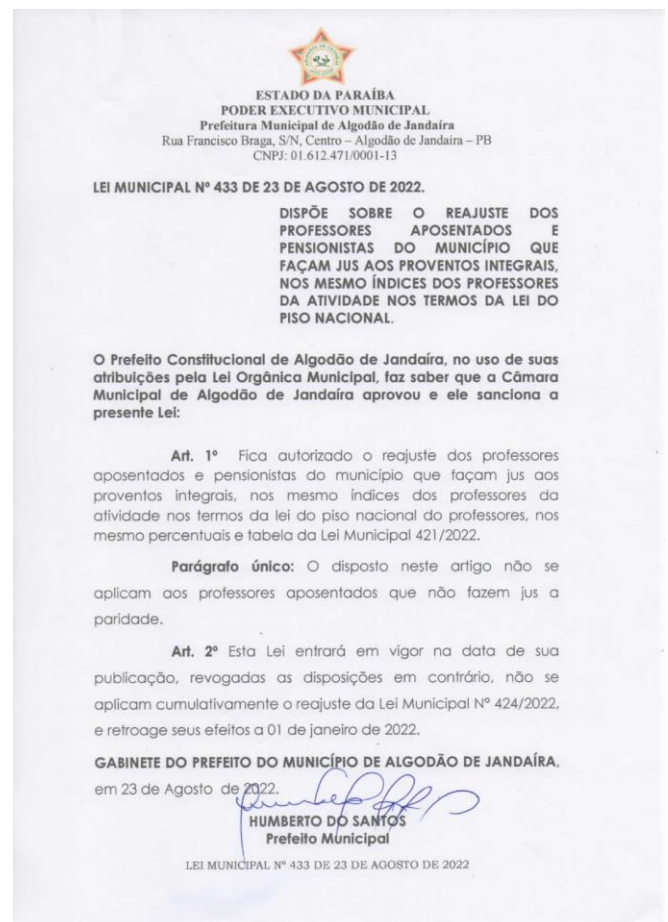 ESTADO DA PARAÍBA
PODER EXECUTIVO MUNICIPAL
Prefeitura Municipal de Algodão de Jandaíra
Rua Francisco Braga, S/N, Centro – Algodão de Jandaíra – PB
CNPJ: 01.612.471/0001-13
LEI MUNICIPAL Nº 433 DE 23 DE AGOSTO DE 2022.
DISPÕE SOBRE O REAJUSTE DOS
PROFESSORES APOSENTADOS E
PENSIONISTAS DO MUNICÍPIO QUE
FAÇAM JUS AOS PROVENTOS INTEGRAIS,
NOS MESMO ÍNDICES DOS PROFESSORES
DA ATIVIDADE NOS TERMOS DA LEI DO
PISO NACIONAL.
O Prefeito Constitucional de Algodão de Jandaíra, no uso de suas
atribuições pela Lei Orgânica Municipal, faz saber que a Câmara
Municipal de Algodão de Jandaíra aprovou e ele sanciona a
presente Lei:
Art. 1º Fica autorizado o reajuste dos professores
aposentados e pensionistas do município que façam jus aos
proventos integrais, nos mesmo índices dos professores da
atividade nos termos da lei do piso nacional do professores, nos
mesmo percentuais e tabela da Lei Municipal 421/2022.
Parágrafo único: O disposto neste artigo não se
aplicam aos professores aposentados que não fazem jus a
paridade.
Art. 2º Esta Lei entrará em vigor na data de sua
publicação, revogadas as disposições em contrário, não se
aplicam cumulativamente o reajuste da Lei Municipal Nº 424/2022,
e retroage seus efeitos a 01 de janeiro de 2022.
GABINETE DO PREFEITO DO MUNICÍPIO DE ALGODÃO DE JANDAÍRA,
em 23 de Agosto de 2022.
HUMBERTO DO SANTOS
Prefeito Municipal
LEI MUNICIPAL Nº 433 DE 23 DE AGOSTO DE 2022